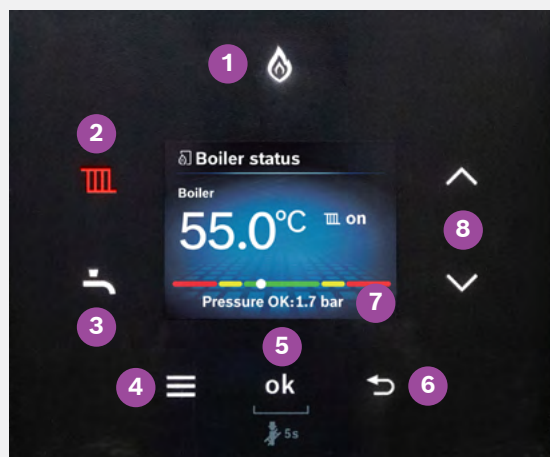 1
2
Boiler status
Boiler
55.0°C on
8
Pressure OK:1.7 bar
7
3
5
4
ok
6
5s